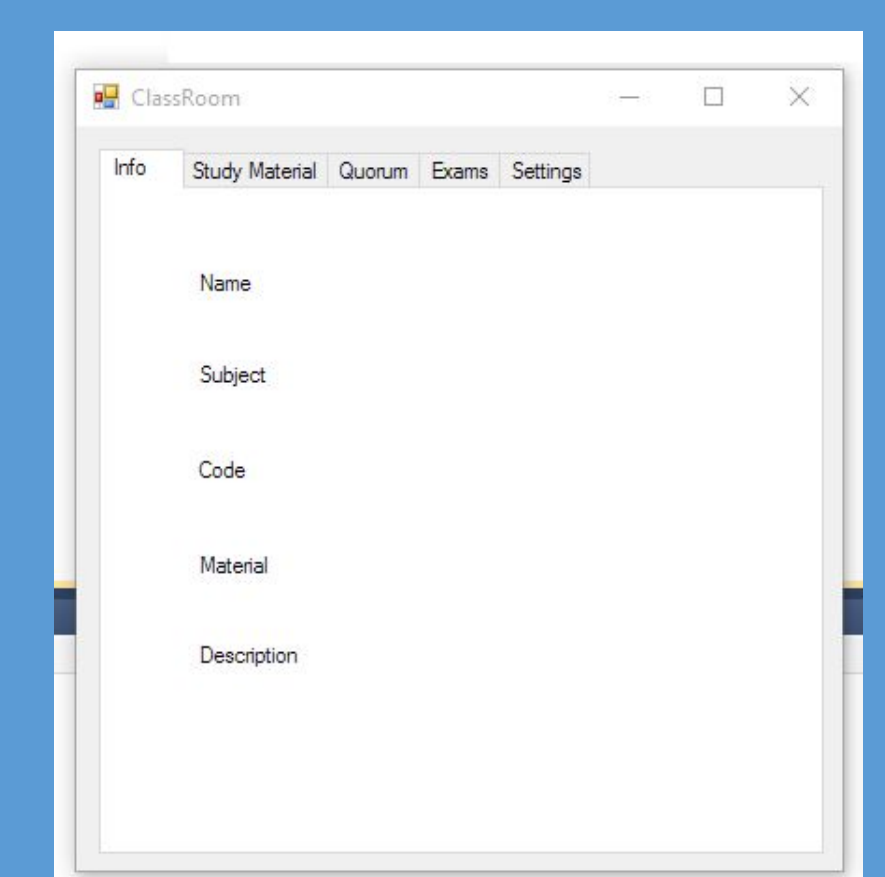 ClassRoom
Info Study Material Quorum Exams Settings
Name
Subject
Code
Material
Description